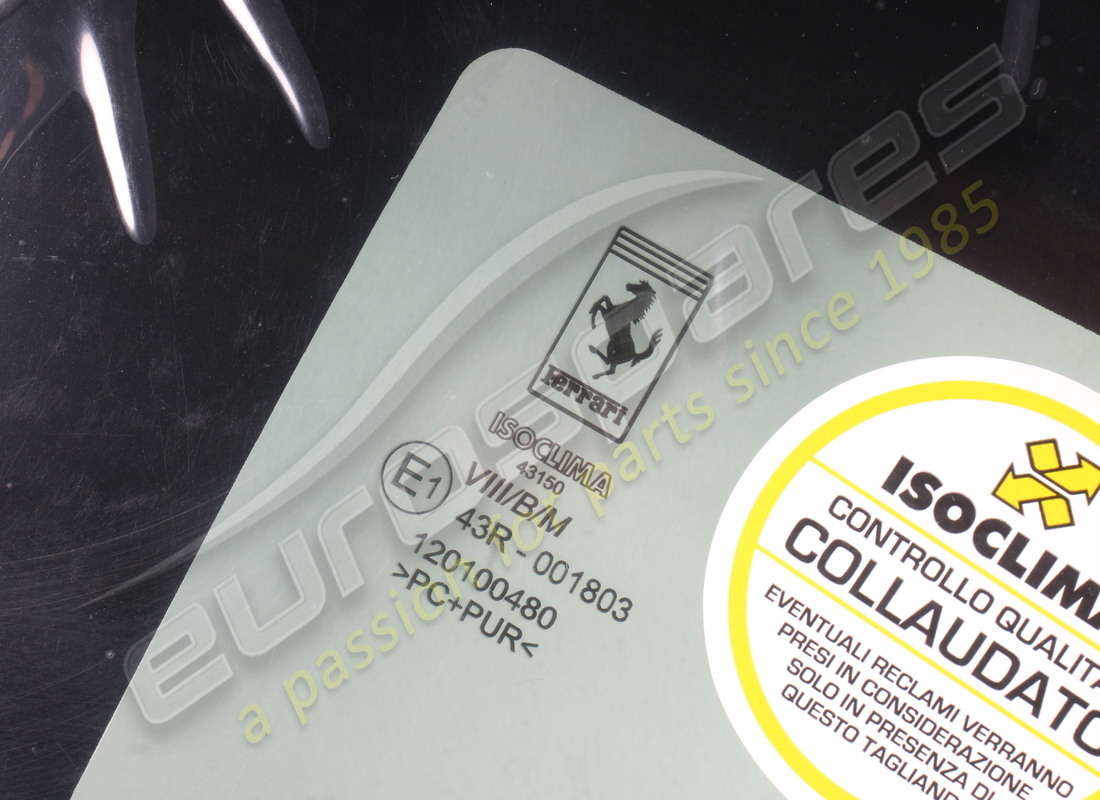 Ferrari
ISOCLIMA
43150
E1
VIII/B/M
43R - 001803
120100480
>PC+PUR<
ISOCLIMA
CONTROLLO QUALITA
COLLAUDATO
EVENTUALI RECLAMI VERRANNO
PRESI IN CONSIDERAZIONE
SOLO IN PRESENZA DI
QUESTO TAGLIAND
eurospares
a passion for parts since 1985